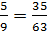 5/9 = 35/63